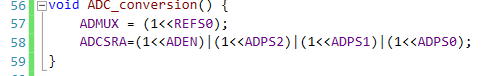 56 void ADC_conversion() {
57 ADMUX = (1<<REFS0);
58 ADCSRA=(1<<ADEN)|(1<<ADPS2)|(1<<ADPS1)|(1<<ADPS0);
59 }